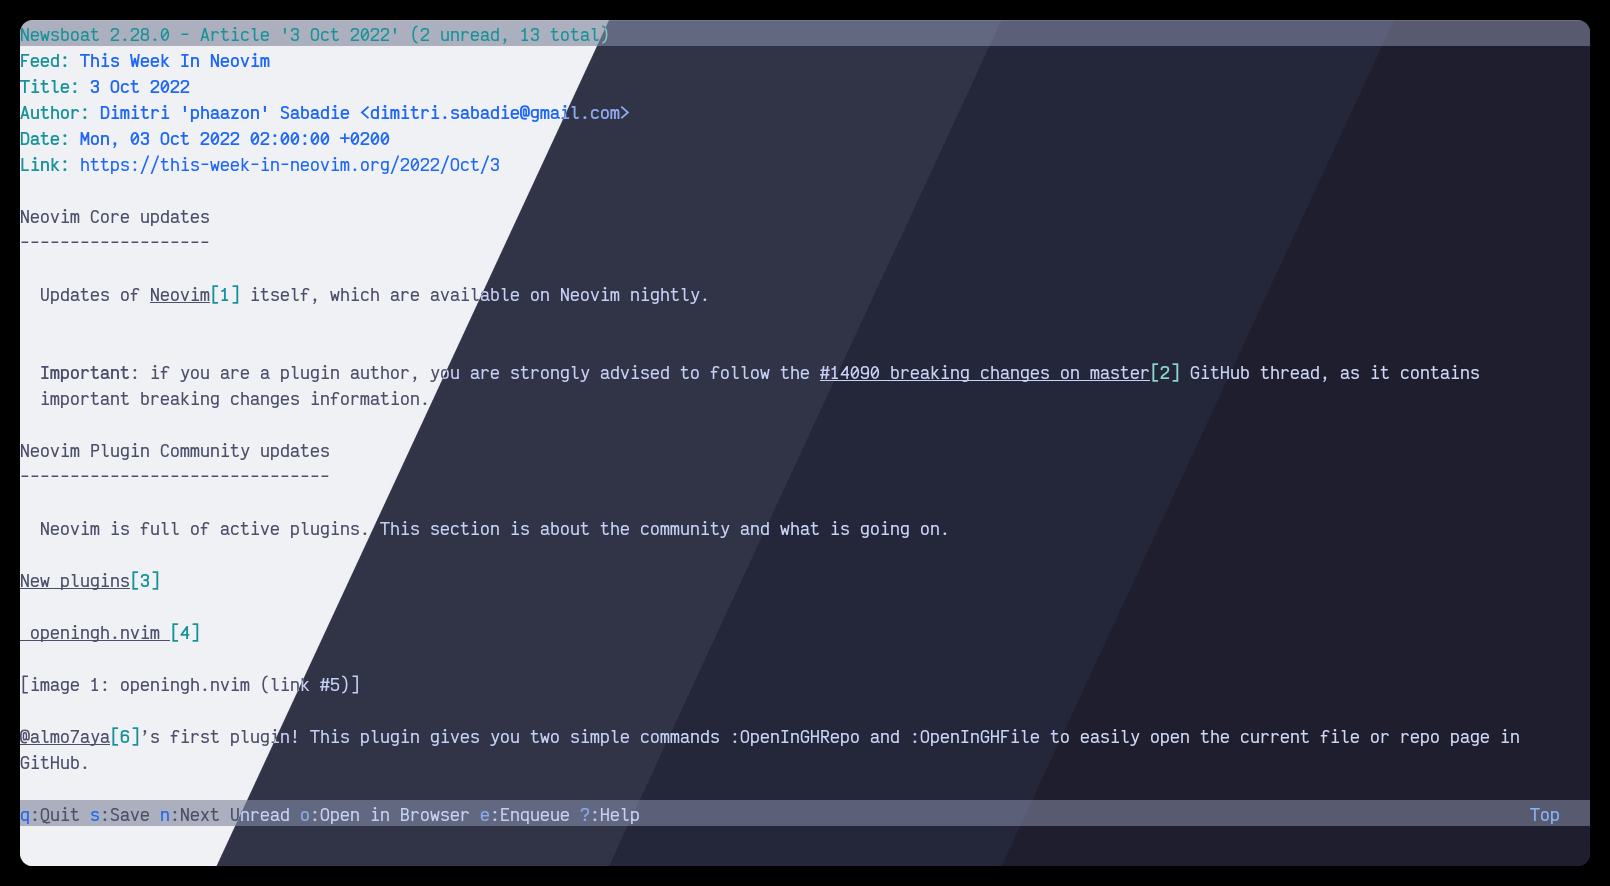 Newsboat 2.28.0 - Article '3 Oct 2022' (2 unread, 13 total)
Feed: This Week In Neovim
Title: 3 Oct 2022
Author: Dimitri 'phaazon' Sabadie <dimitri.sabadie@gmail.com>
Date: Mon, 03 Oct 2022 02:00:00 +0200
Link: https://this-week-in-neovim.org/2022/Oct/3
Neovim Core updates
-------------------
Updates of Neovim[1] itself, which are available on Neovim nightly.
Important: if you are a plugin author, you are strongly advised to follow the #14090 breaking changes on master[2] GitHub thread, as it contains
important breaking changes information.
Neovim Plugin Community updates
-------------------------------
Neovim is full of active plugins. This section is about the community and what is going on.
New plugins[3]
openingh.nvim [4]
[image 1: openingh.nvim (link #5)]
@almo7aya[6]’s first plugin! This plugin gives you two simple commands :OpenInGHRepo and :OpenInGHFile to easily open the current file or repo page in
GitHub.
q:Quit s:Save n:Next Unread o:Open in Browser e:Enqueue ?:Help Top